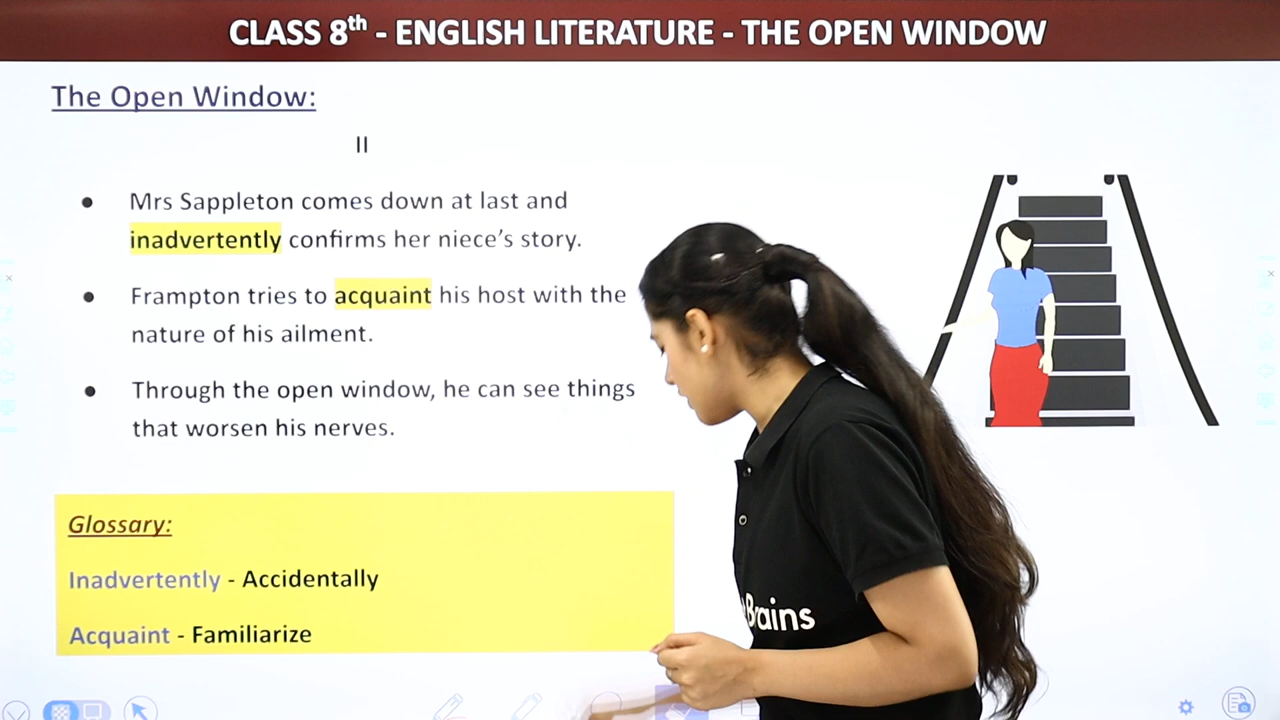 CLASS 8th - ENGLISH LITERATURE - THE OPEN WINDOW
The Open Window:
II
● Mrs Sappleton comes down at last and
inadvertently confirms her niece's story.
● Frampton tries to acquaint his host with the
nature of his ailment.
● Through the open window, he can see things
that worsen his nerves.
Glossary:
Inadvertently - Accidentally
Acquaint - Familiarize
Brains